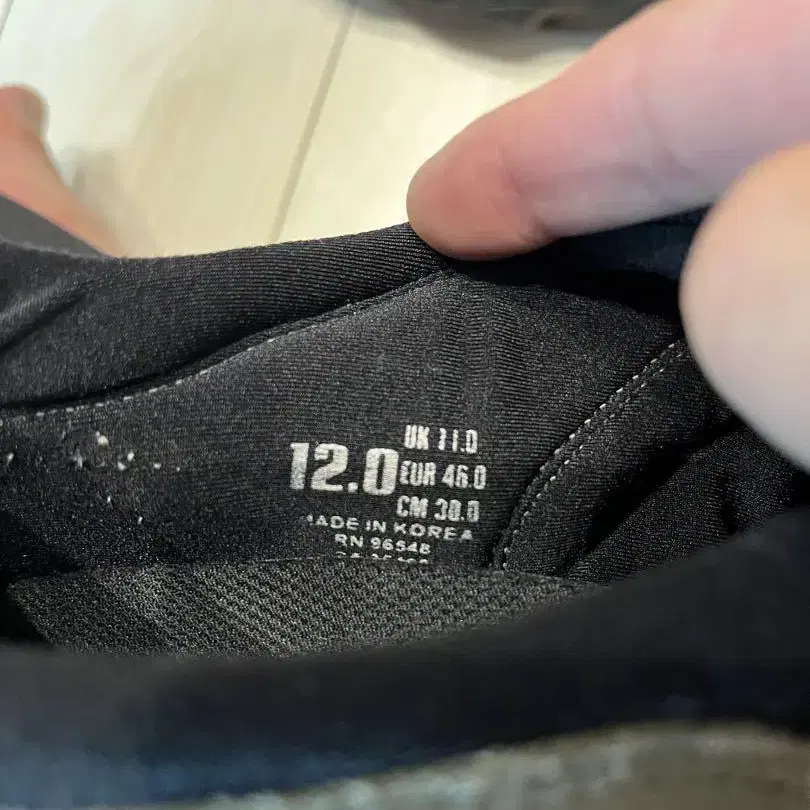 12.0
UK 11.0
EUR 46.0
CM 30.0
MADE IN KOREA
RN 96548